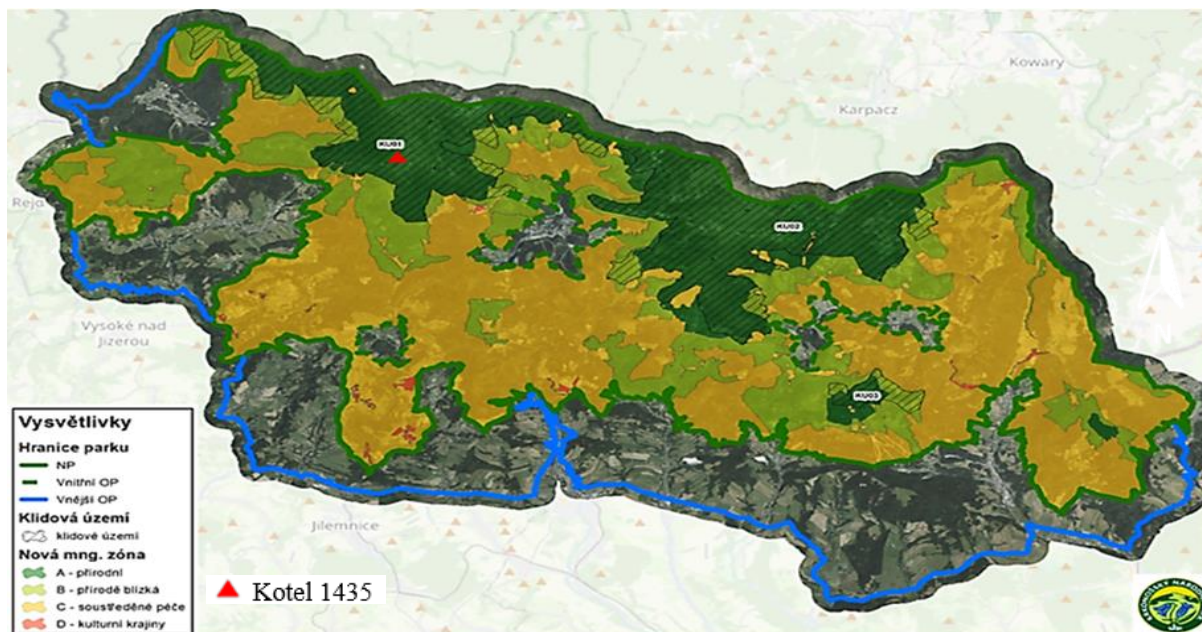 Kowary
Karpacz
KU01
Rejd
KU02
Vysoké nad
Jizerou
KU03
Vysvětlivky
Hranice parku
NP
Vnitřní OP
Vnější OP
Klidová území
klidové území
Nová mng. zóna
A - přírodní
B - přírodě blízká
C - soustředěné péče
D - kulturní krajiny
Jilemnice
Kotel 1435
N